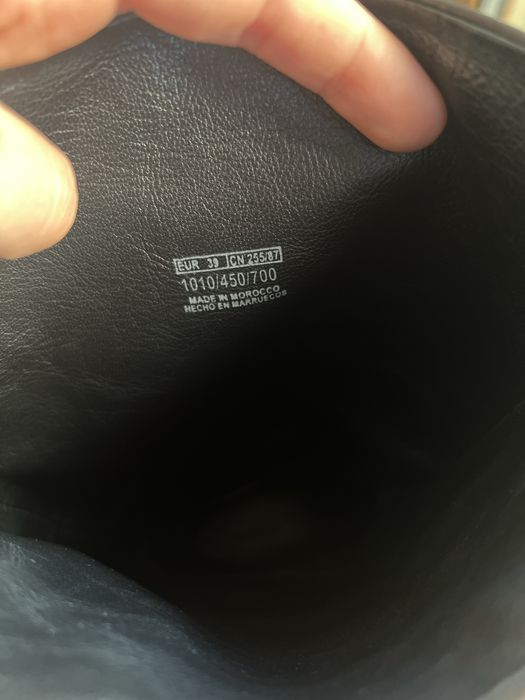 EUR 39 CN 255/87
1010/450/700
MADE IN MOROCCO
HECHO EN MARRUECOS